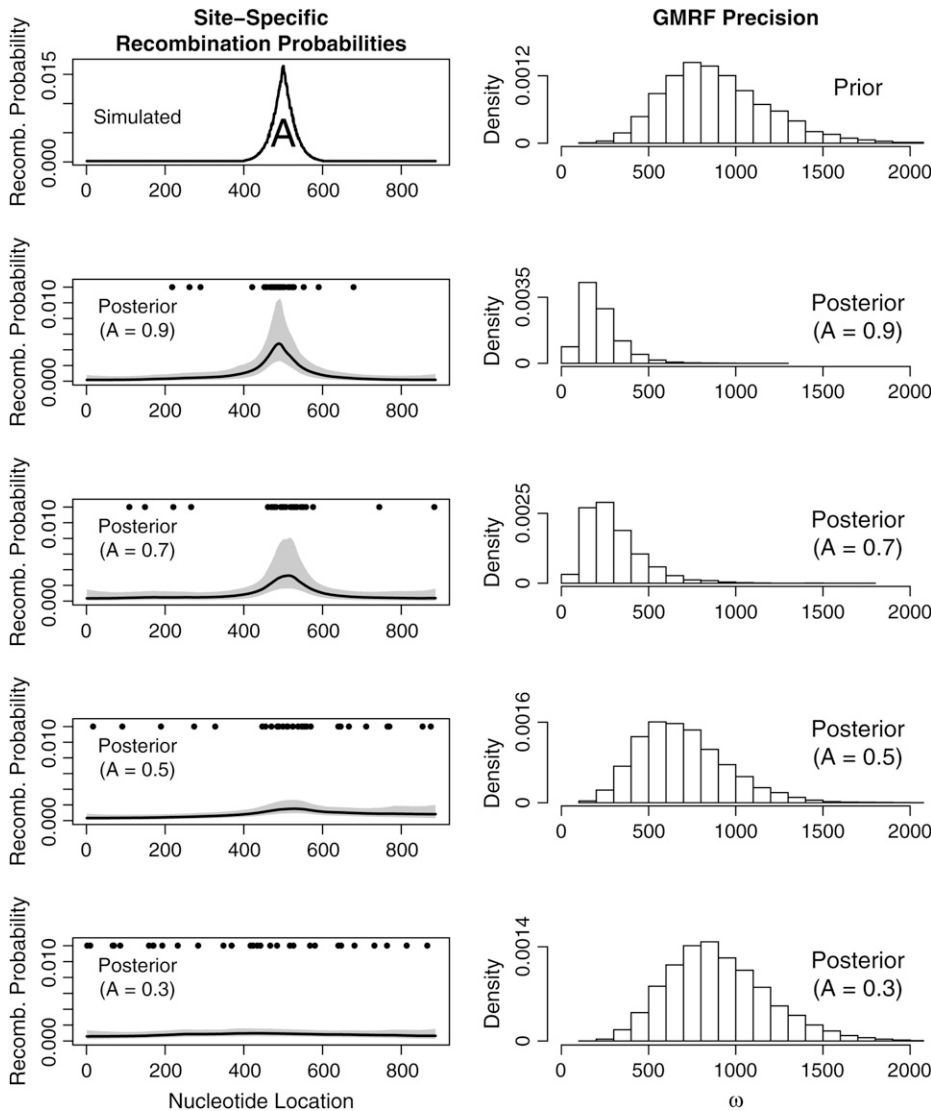 Site-Specific
Recombination Probabilities
GMRF Precision
Recomb. Probability
0.000 0.015
Simulated
A
0 200 400 600 800
Density
0 0.0012
Prior
0 500 1000 1500 2000
Recomb. Probability
0.000 0.010
Posterior
(A = 0.9)
0 200 400 600 800
Density
0 0.0035
Posterior
(A = 0.9)
0 500 1000 1500 2000
Recomb. Probability
0.000 0.010
Posterior
(A = 0.7)
0 200 400 600 800
Density
0 0.0025
Posterior
(A = 0.7)
0 500 1000 1500 2000
Recomb. Probability
0.000 0.010
Posterior
(A = 0.5)
0 200 400 600 800
Density
0 0.0016
Posterior
(A = 0.5)
0 500 1000 1500 2000
Recomb. Probability
0.000 0.010
Posterior
(A = 0.3)
0 200 400 600 800
Nucleotide Location
Density
0 0.0014
Posterior
(A = 0.3)
0 500 1000 1500 2000
ω